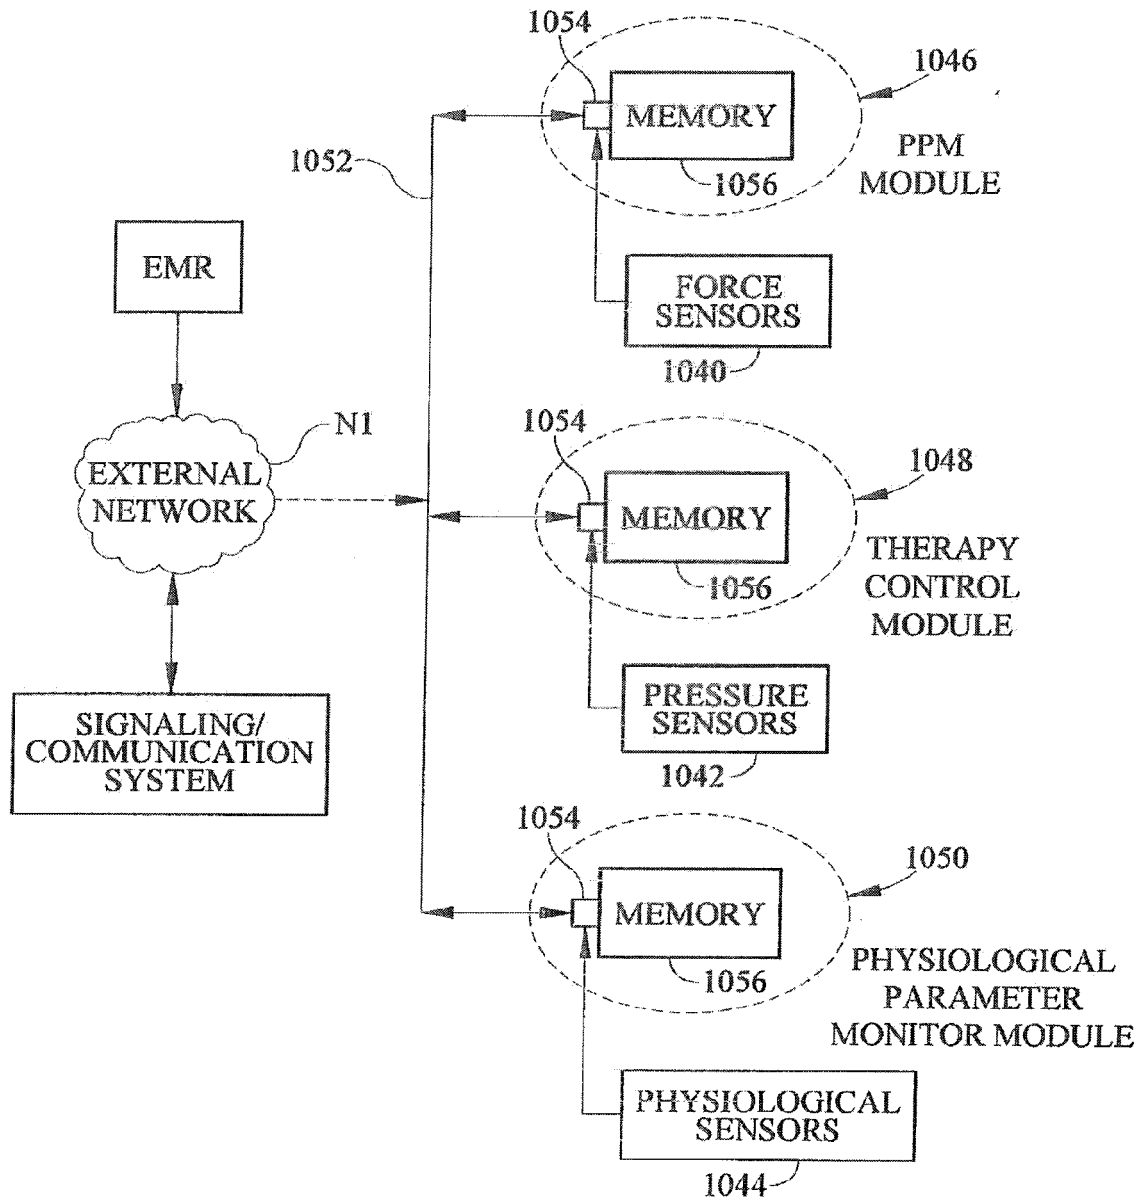 1054
1046
MEMORY
PPM
MODULE
1052
1056
EMR
FORCE
SENSORS
1040
N1
1054
EXTERNAL
NETWORK
1048
MEMORY
THERAPY
CONTROL
MODULE
1056
PRESSURE
SENSORS
1042
SIGNALING/
COMMUNICATION
SYSTEM
1054
1050
MEMORY
1056
PHYSIOLOGICAL
PARAMETER
MONITOR MODULE
PHYSIOLOGICAL
SENSORS
1044